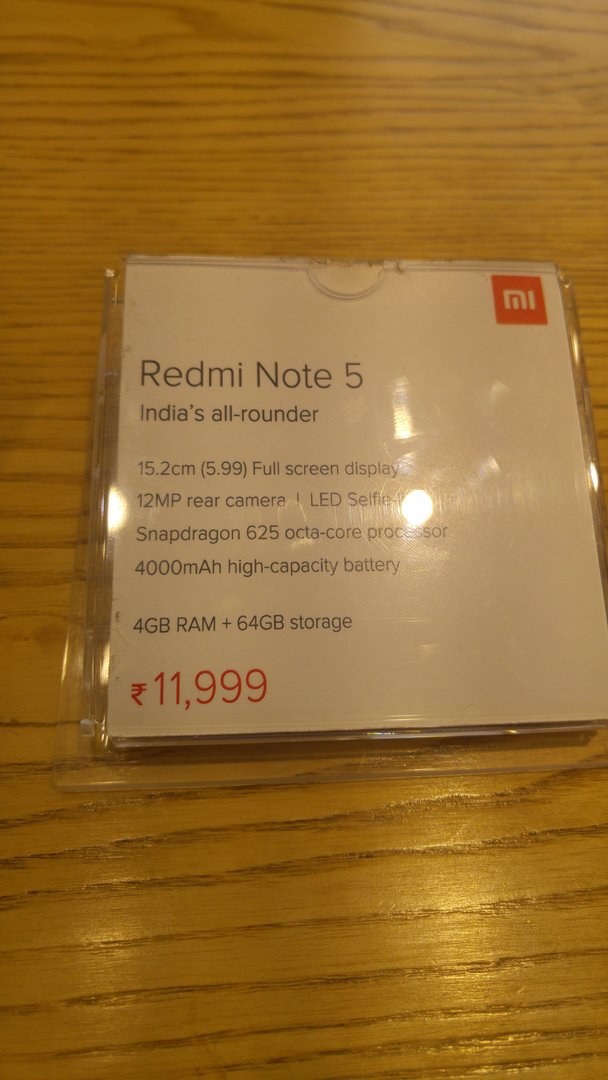 mi
Redmi Note 5
India's all-rounder
15.2cm (5.99) Full screen display
12MP rear camera | LED Selfie-
Snapdragon 625 octa-core processor
4000mAh high-capacity battery
4GB RAM + 64GB storage
₹11,999